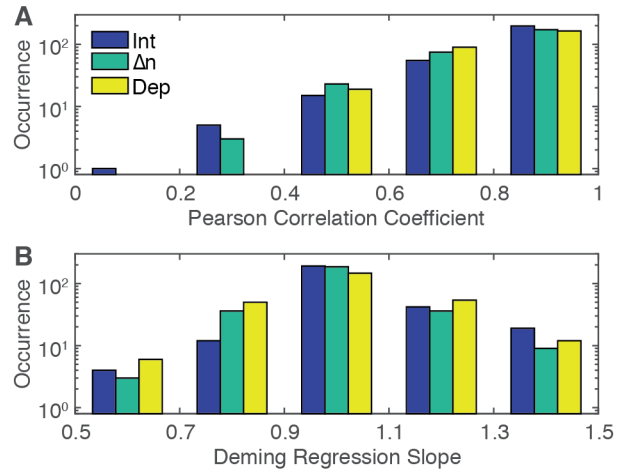 A
Occurrence
10²
10¹
10⁰
Int
Δn
Dep
0 0.2 0.4 0.6 0.8 1
Pearson Correlation Coefficient
B
Occurrence
10²
10¹
10⁰
0.5 0.7 0.9 1.1 1.3 1.5
Deming Regression Slope